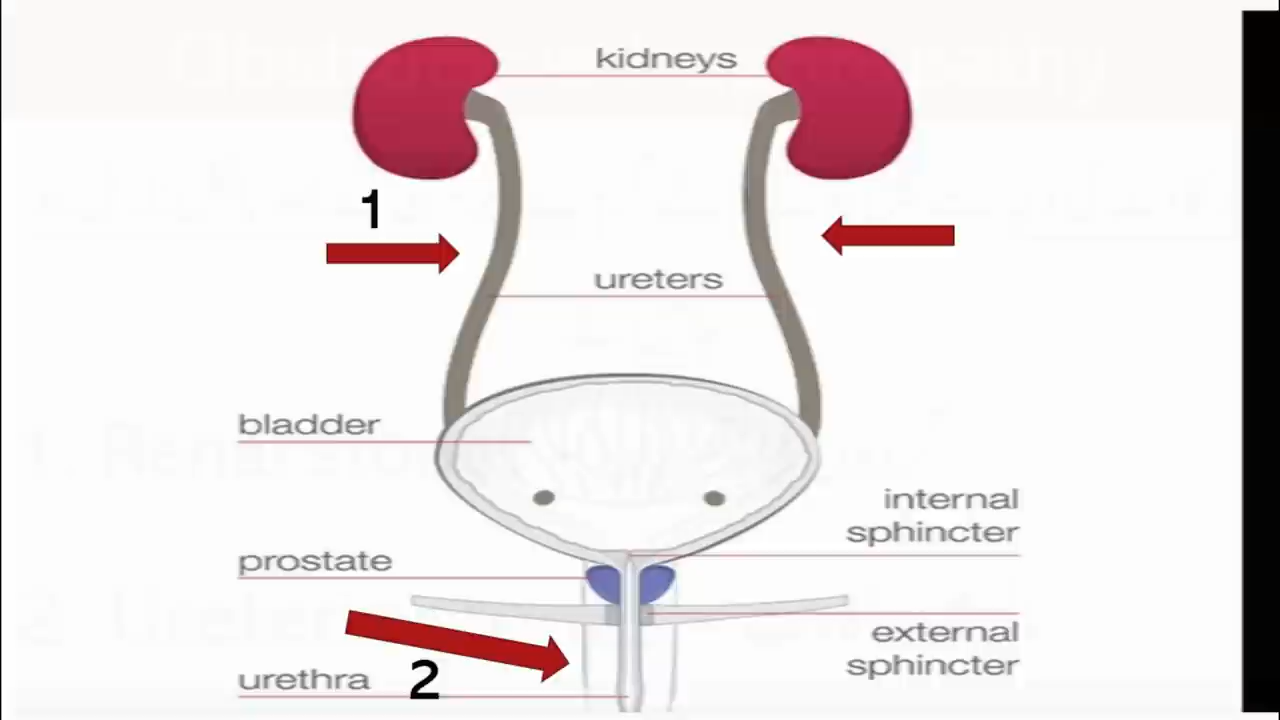 kidneys
1
ureters
bladder
internal
sphincter
prostate
external
sphincter
urethra
2